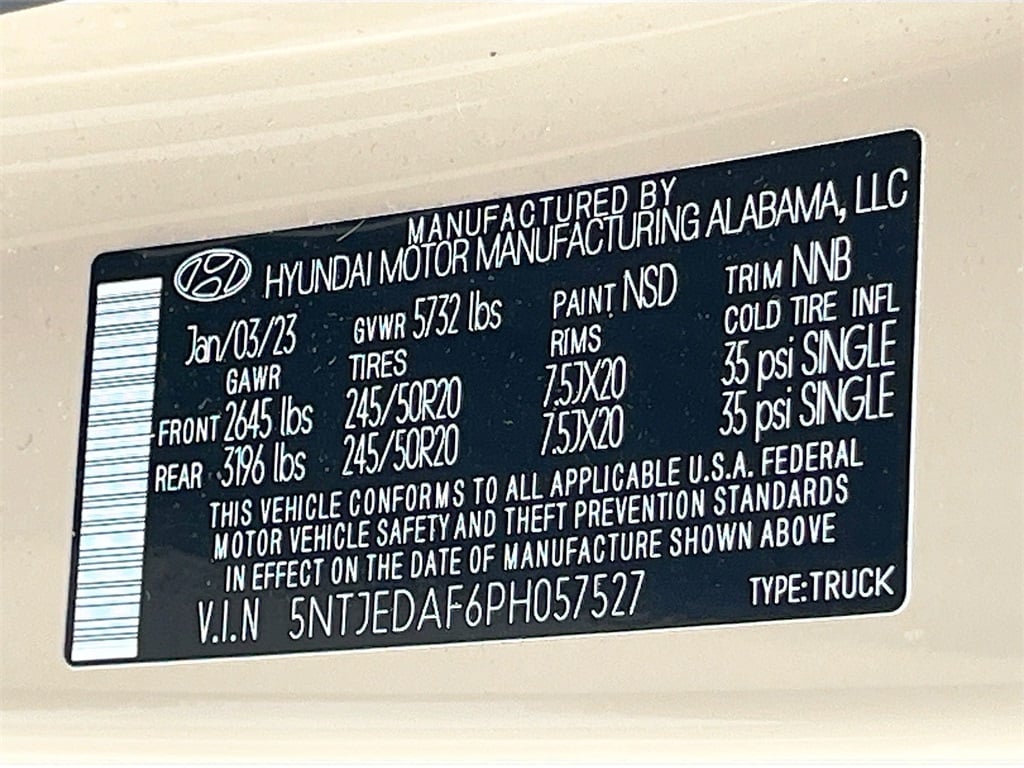 MANUFACTURED BY
HYUNDAI MOTOR MANUFACTURING ALABAMA, LLC
Jan/03/23 GVWR 5732 lbs PAINT NSD TRIM NNB
GAWR TIRES RIMS COLD TIRE INFL
FRONT 2645 lbs 245/50R20 7.5JX20 35 psi SINGLE
REAR 3196 lbs 245/50R20 7.5JX20 35 psi SINGLE
THIS VEHICLE CONFORMS TO ALL APPLICABLE U.S.A. FEDERAL
MOTOR VEHICLE SAFETY AND THEFT PREVENTION STANDARDS
IN EFFECT ON THE DATE OF MANUFACTURE SHOWN ABOVE
V.I.N 5NTJEDAF6PH057527 TYPE:TRUCK